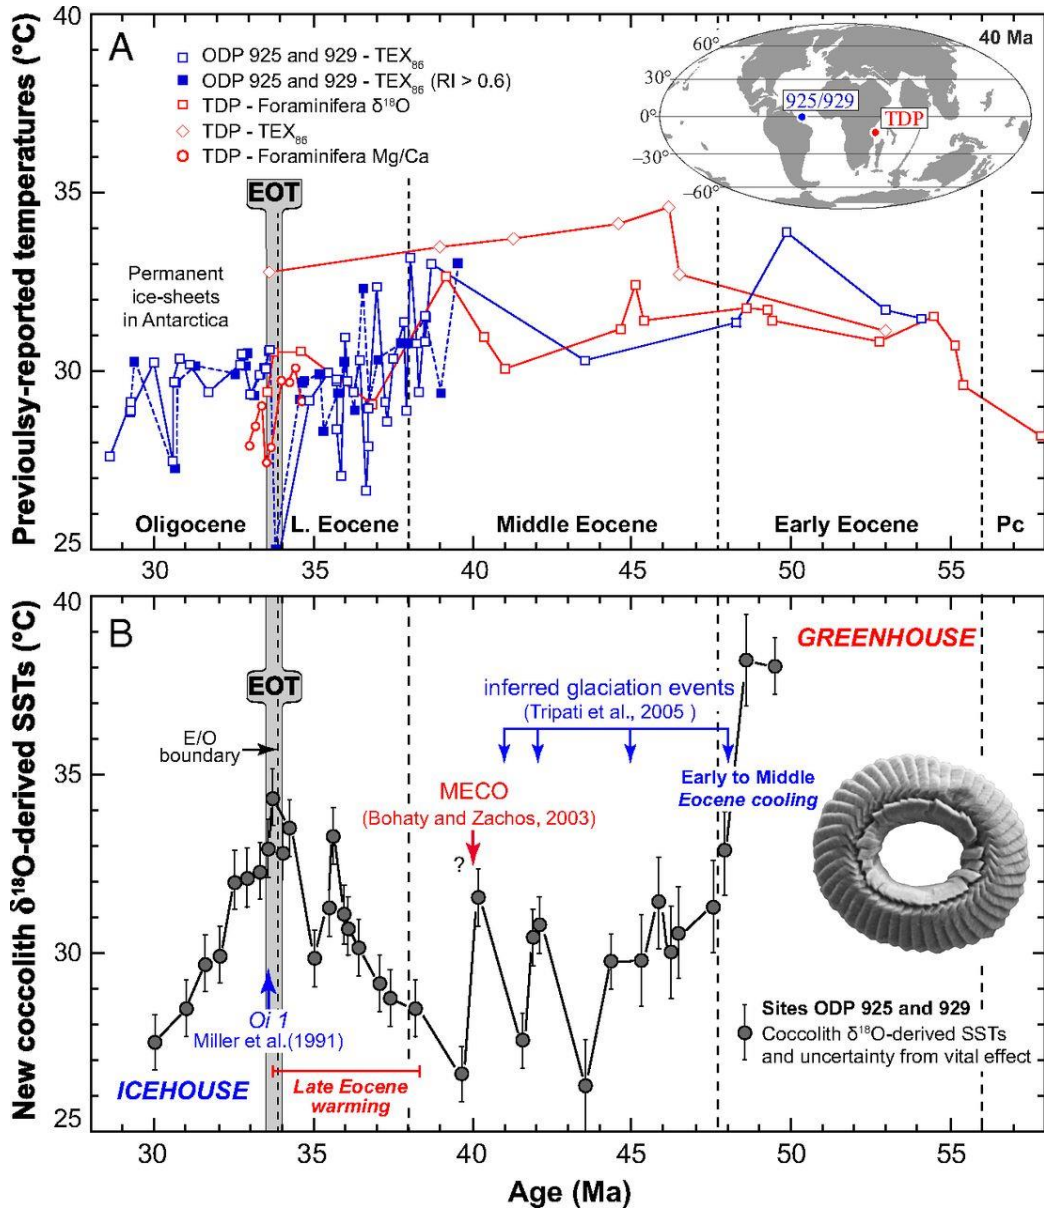 A
Previoulsy-reported temperatures (°C)
40
35
30
25
ODP 925 and 929 - TEX₈₆
ODP 925 and 929 - TEX₈₆ (RI > 0.6)
TDP - Foraminifera δ¹⁸O
TDP - TEX₈₆
TDP - Foraminifera Mg/Ca
40 Ma
60°
30°
0°
−30°
−60°
925/929
TDP
EOT
Permanent
ice-sheets
in Antarctica
Oligocene
L. Eocene
Middle Eocene
Early Eocene
Pc
30
35
40
45
50
55
B
New coccolith δ¹⁸O-derived SSTs (°C)
40
35
30
25
GREENHOUSE
EOT
E/O
boundary
inferred glaciation events
(Tripati et al., 2005 )
Early to Middle
Eocene cooling
MECO
(Bohaty and Zachos, 2003)
?
Oi 1
Miller et al.(1991)
ICEHOUSE
Late Eocene
warming
Sites ODP 925 and 929
Coccolith δ¹⁸O-derived SSTs
and uncertainty from vital effect
30
35
40
45
50
55
Age (Ma)